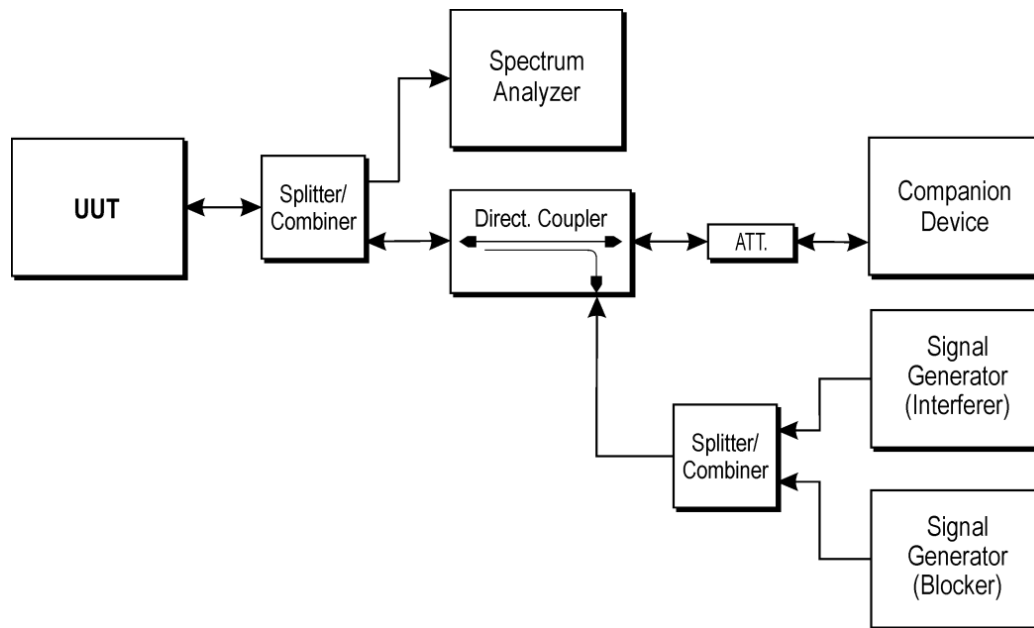 Spectrum
Analyzer
UUT
Splitter/
Combiner
Direct. Coupler
ATT.
Companion
Device
Signal
Generator
(Interferer)
Splitter/
Combiner
Signal
Generator
(Blocker)